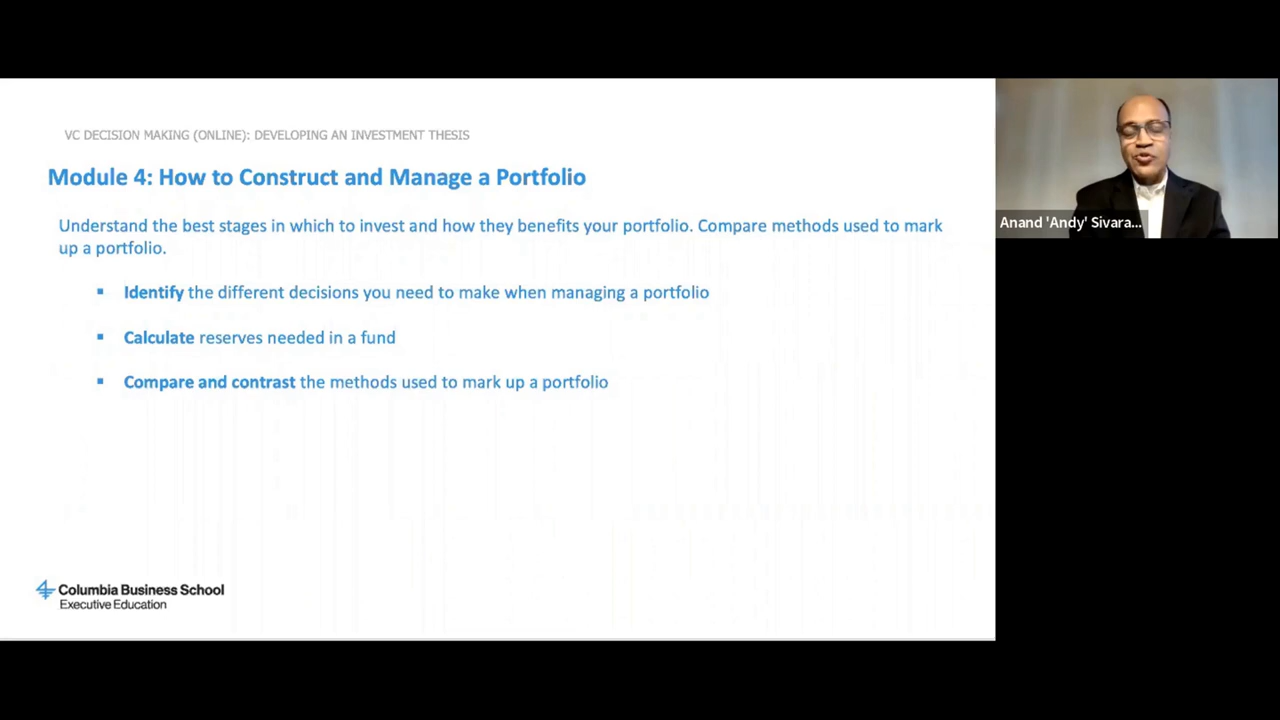 VC DECISION MAKING (ONLINE): DEVELOPING AN INVESTMENT THESIS
Module 4: How to Construct and Manage a Portfolio
Understand the best stages in which to invest and how they benefits your portfolio. Compare methods used to mark
up a portfolio.
▪ Identify the different decisions you need to make when managing a portfolio
▪ Calculate reserves needed in a fund
▪ Compare and contrast the methods used to mark up a portfolio
Columbia Business School
Executive Education
Anand 'Andy' Sivara...